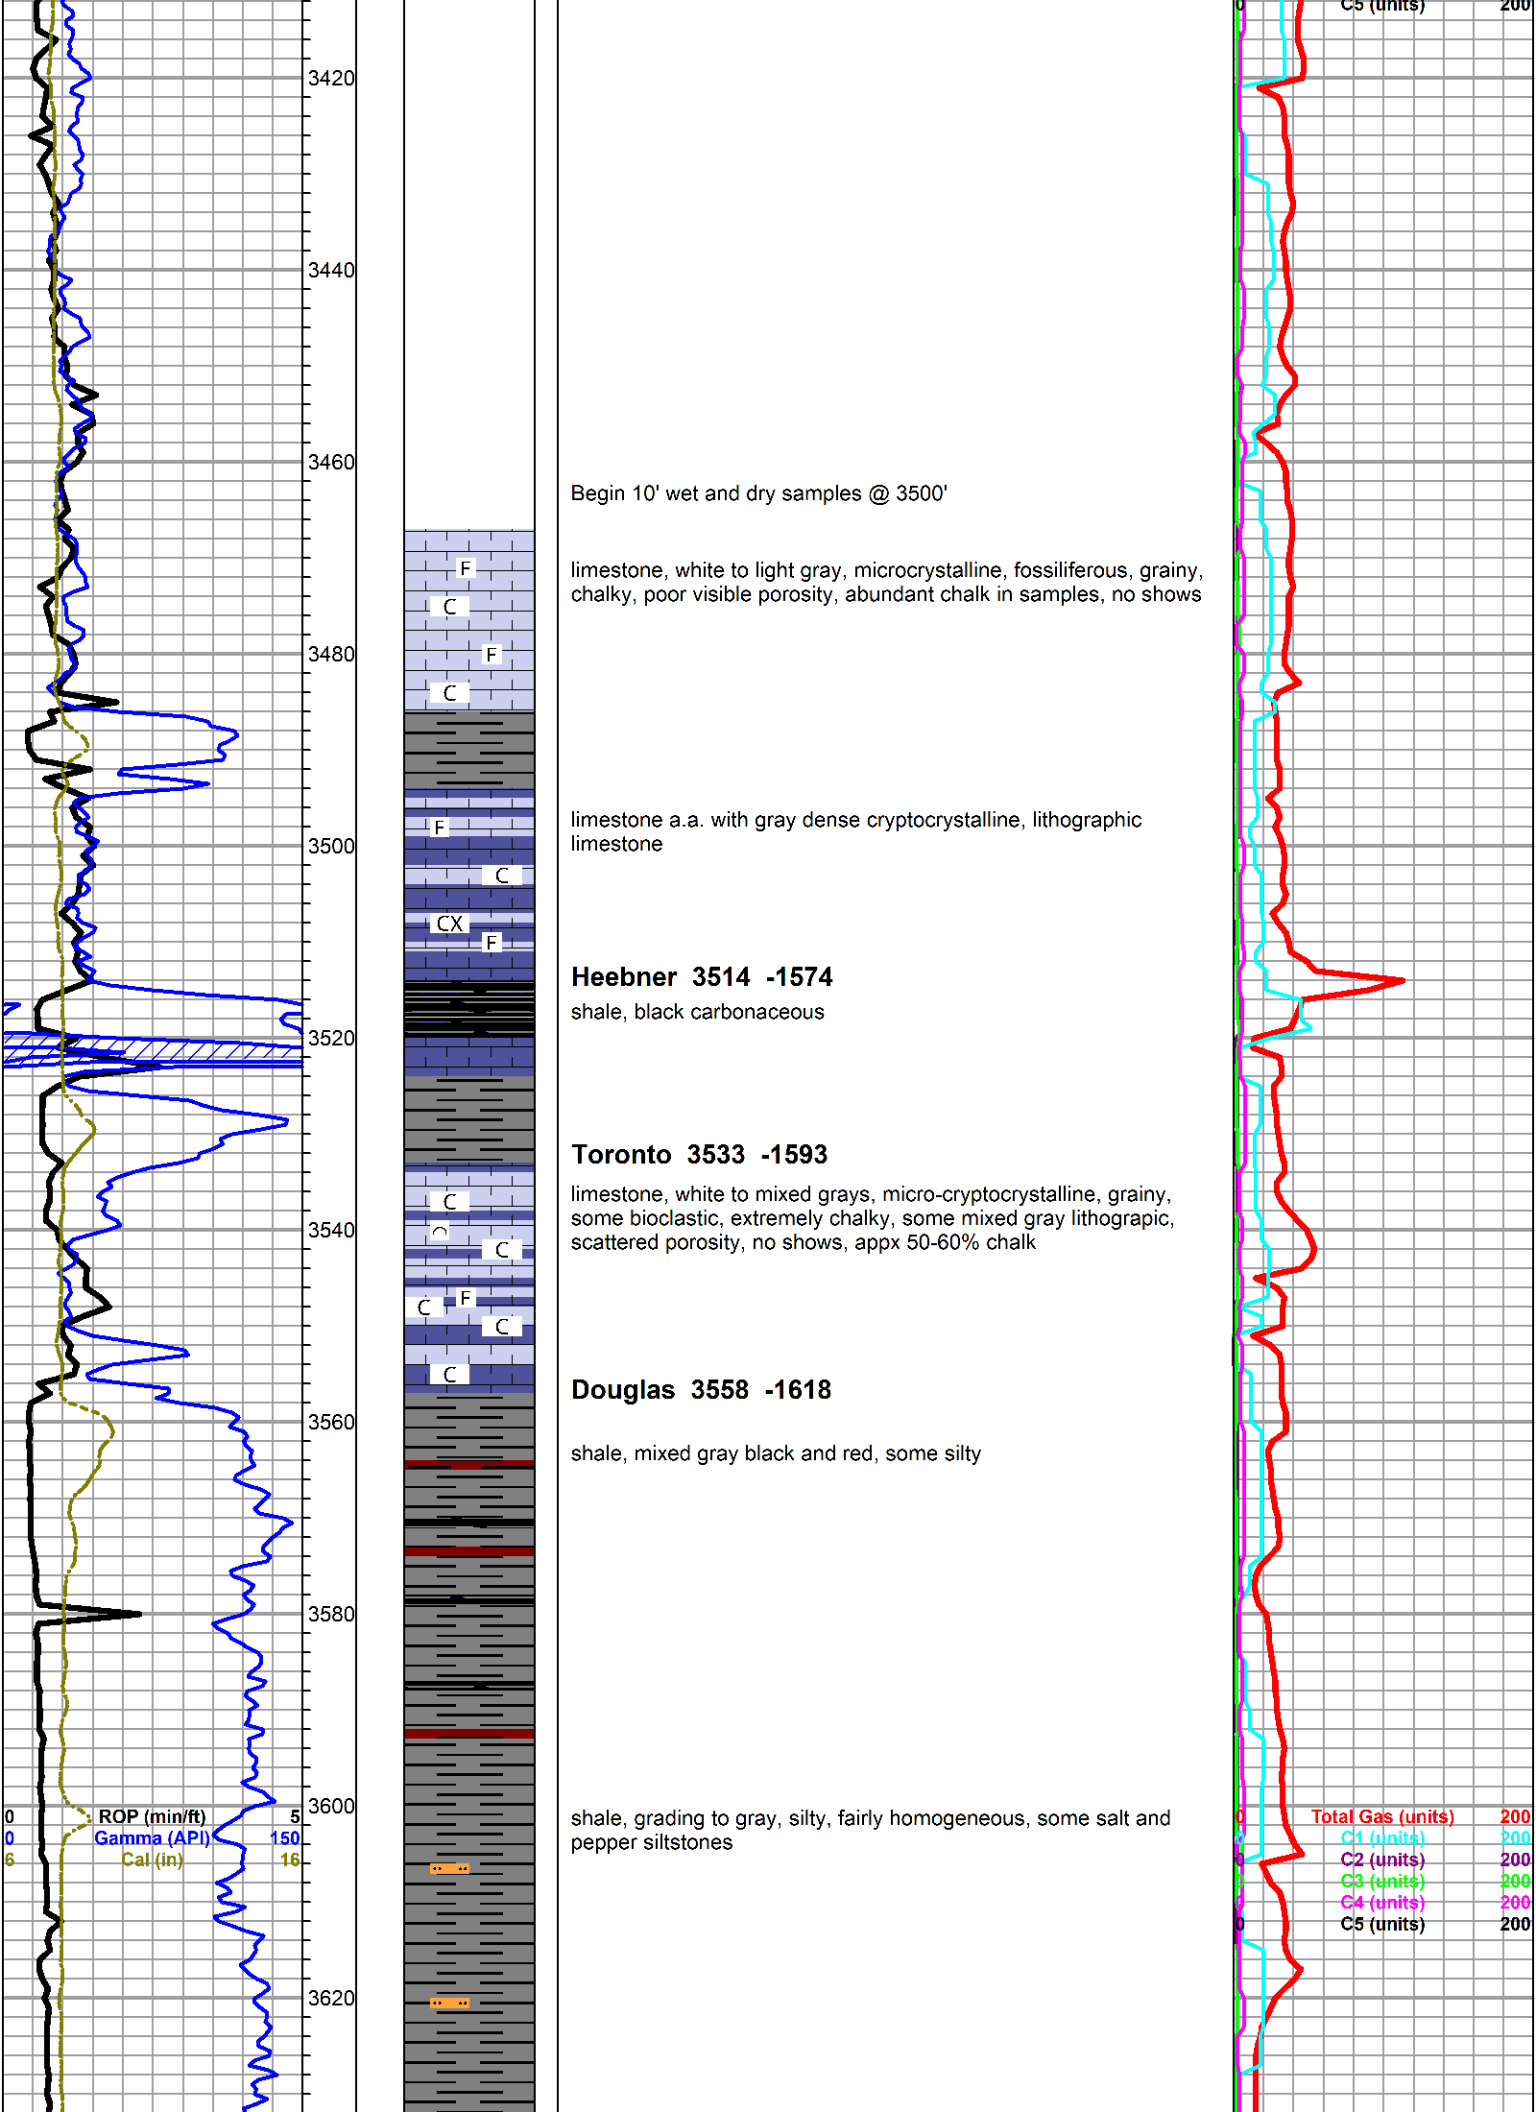 0 C5 (units) 200
3420
3440
3460
Begin 10' wet and dry samples @ 3500'
F
limestone, white to light gray, microcrystalline, fossiliferous, grainy,
chalky, poor visible porosity, abundant chalk in samples, no shows
C
3480
F
C
limestone a.a. with gray dense cryptocrystalline, lithographic
limestone
F
3500
C
CX
F
Heebner 3514 -1574
shale, black carbonaceous
3520
Toronto 3533 -1593
limestone, white to mixed grays, micro-cryptocrystalline, grainy,
some bioclastic, extremely chalky, some mixed gray lithograpic,
scattered porosity, no shows, appx 50-60% chalk
C
3540
C
F
C
C
C
Douglas 3558 -1618
3560
shale, mixed gray black and red, some silty
3580
3600
0 ROP (min/ft) 5
0 Gamma (API) 150
6 Cal (in) 16
shale, grading to gray, silty, fairly homogeneous, some salt and
pepper siltstones
0 Total Gas (units) 200
C1 (units) 200
0 C2 (units) 200
C3 (units) 200
0 C4 (units) 200
0 C5 (units) 200
3620